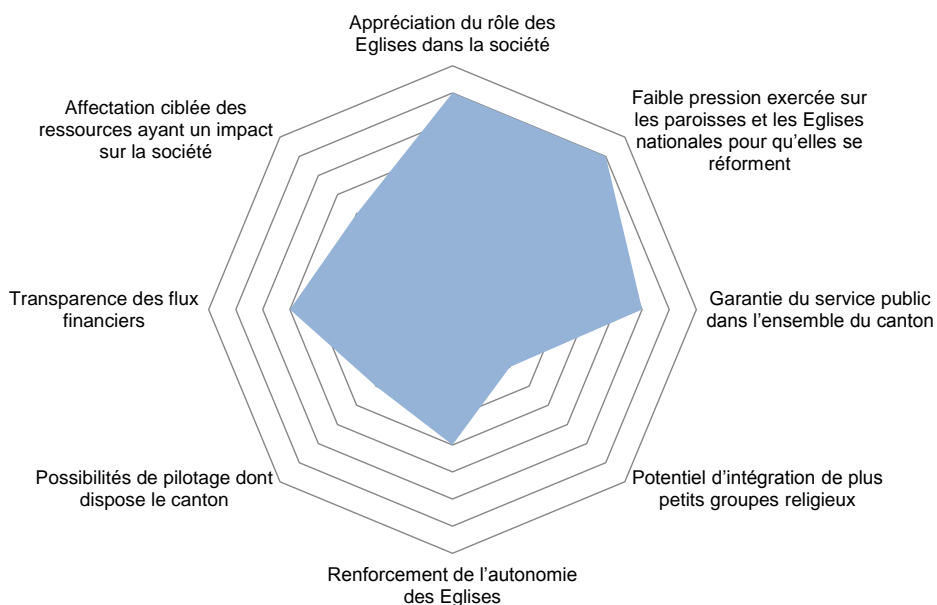 Appréciation du rôle des
Eglises dans la société
Faible pression exercée sur
les paroisses et les Eglises
nationales pour qu'elles se
réforment
Garantie du service public
dans l'ensemble du canton
Potentiel d'intégration de plus
petits groupes religieux
Renforcement de l'autonomie
des Eglises
Possibilités de pilotage dont
dispose le canton
Transparence des flux
financiers
Affectation ciblée des
ressources ayant un impact
sur la société